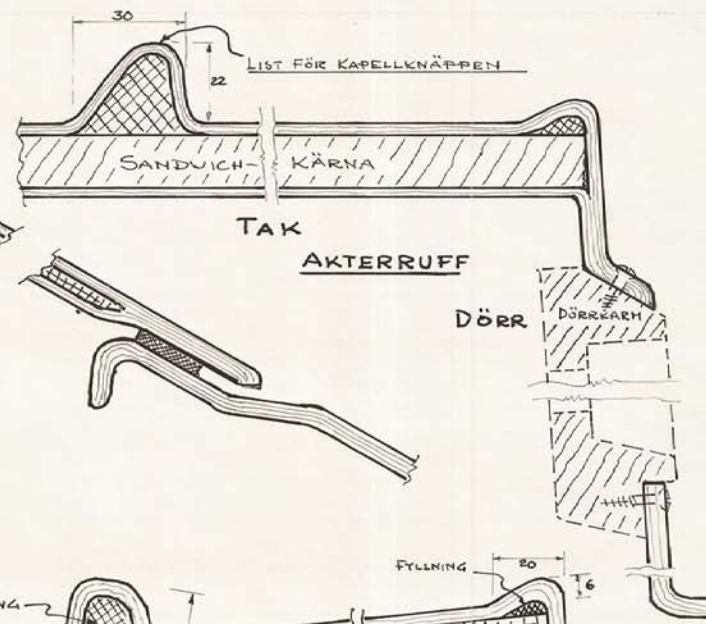 30
LIST FÖR KAPELLKNÄPPEN
22
SANDWICH- KÄRNA
TAK
AKTERRUFF
DÖRR
DÖRRKARM
FYLLNING
20
6